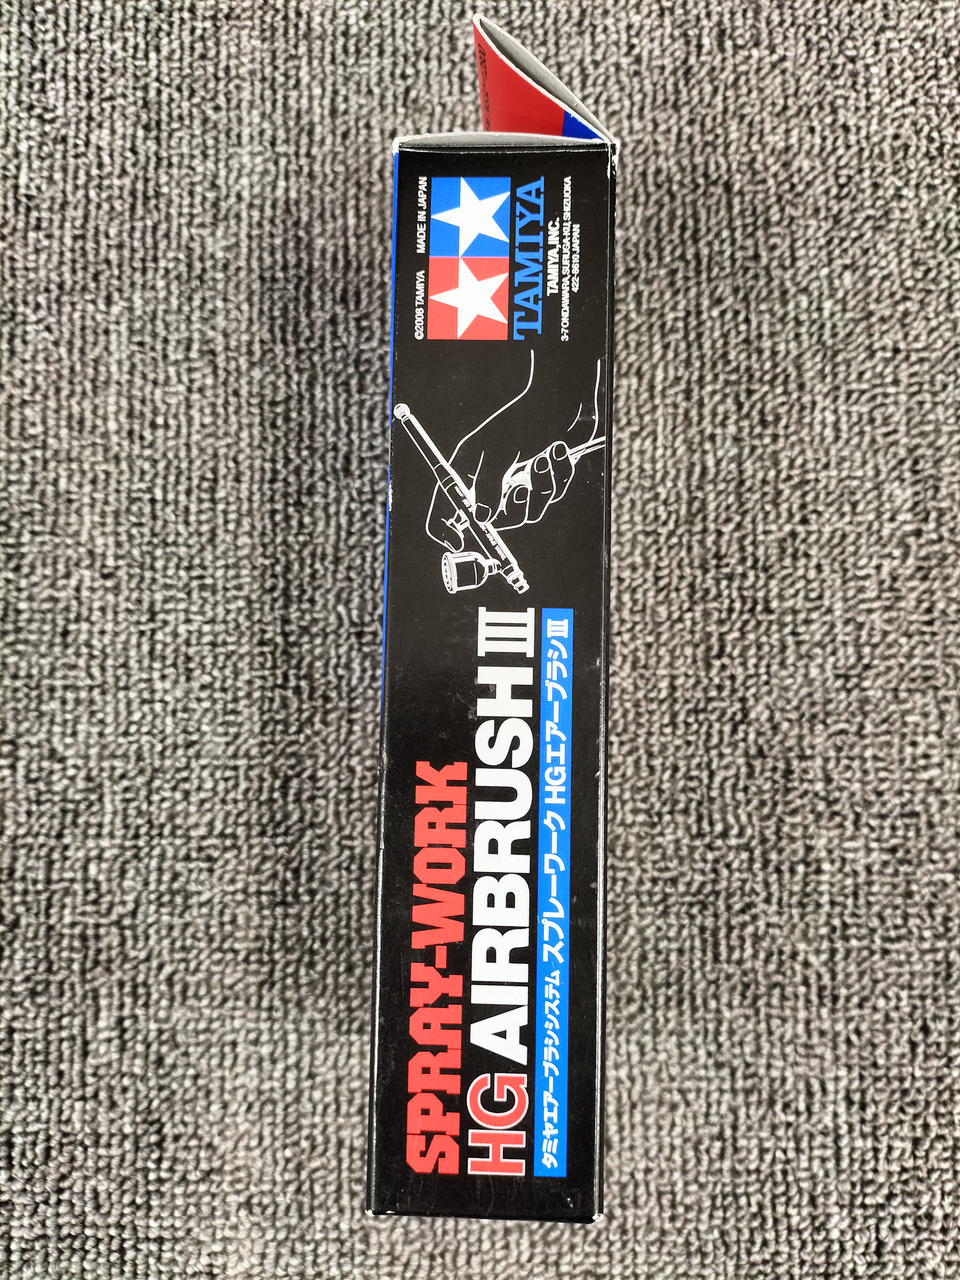 SPRAY-WORK
HG AIRBRUSH III
タミヤエアーブラシシステム スプレーワーク HGエアーブラシIII
©2008 TAMIYA MADE IN JAPAN
TAMIYA
TAMIYA, INC.
3-7 ONDAWARA, SURUGA-KU, SHIZUOKA
422-8610 JAPAN